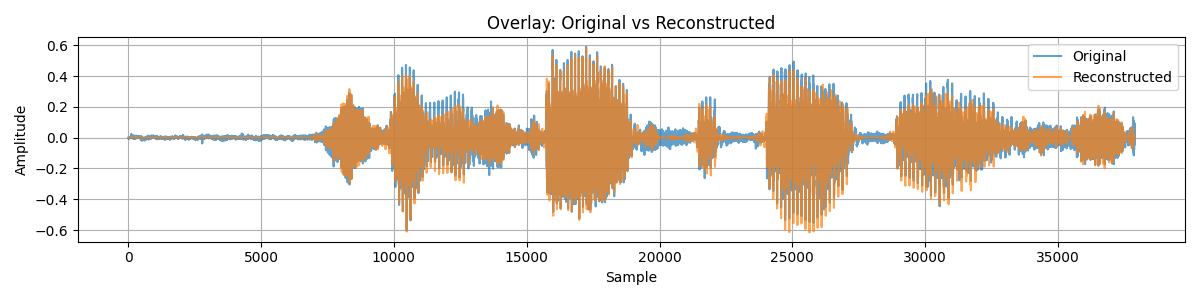 Overlay: Original vs Reconstructed
Original
Reconstructed
Amplitude
0.6
0.4
0.2
0.0
−0.2
−0.4
−0.6
0 5000 10000 15000 20000 25000 30000 35000
Sample